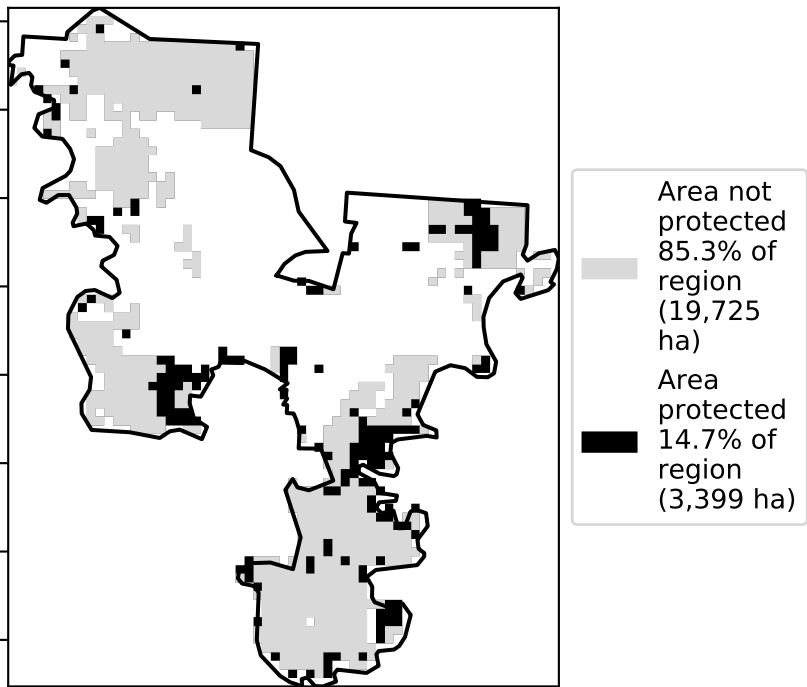 Area not
protected
85.3% of
region
(19,725
ha)
Area
protected
14.7% of
region
(3,399 ha)